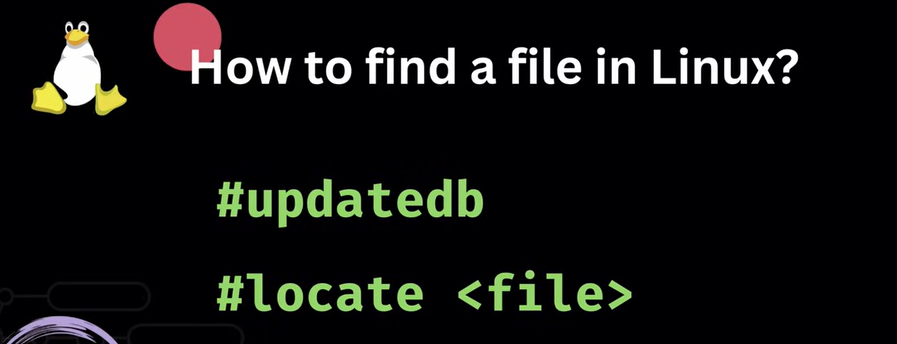 How to find a file in Linux?
#updatedb
#locate <file>